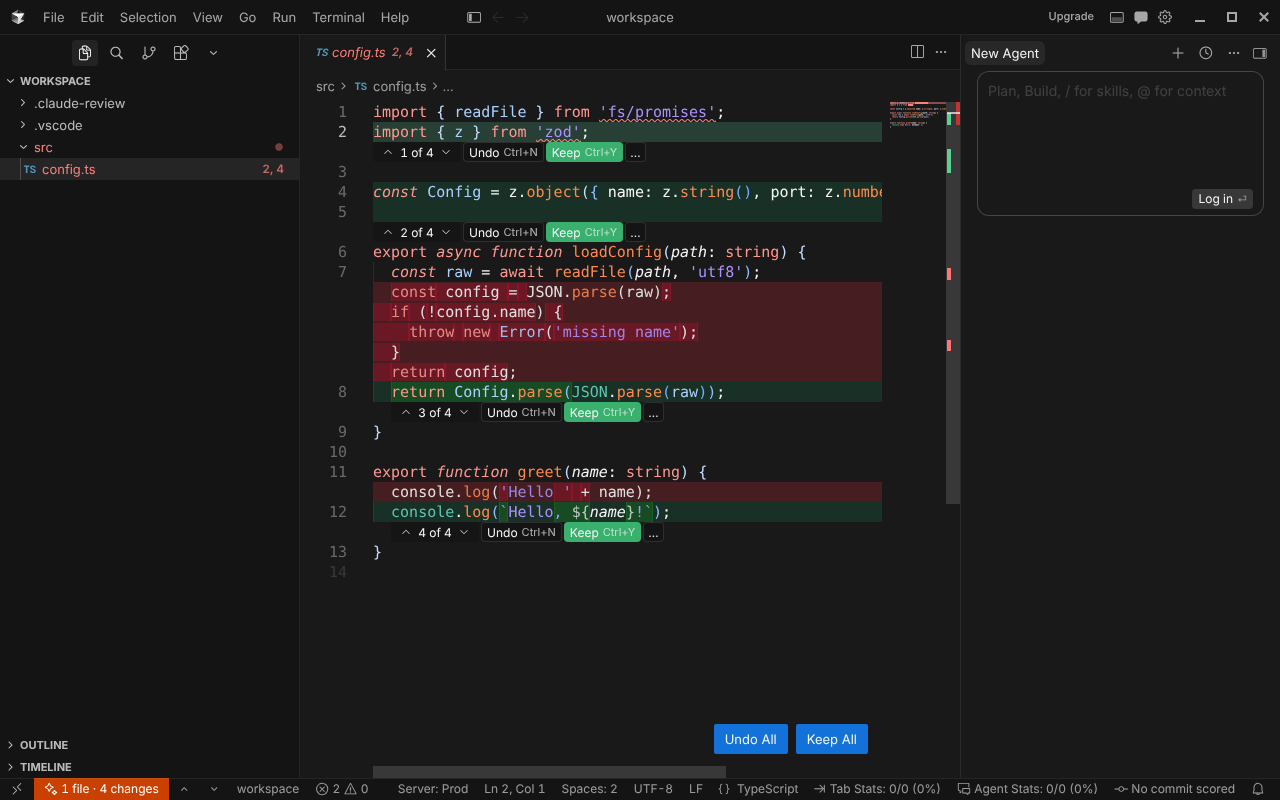 File Edit Selection View Go Run Terminal Help workspace Upgrade
TS config.ts 2, 4
WORKSPACE
.claude-review
.vscode
src
TS config.ts 2, 4
OUTLINE
TIMELINE
src TS config.ts ...
1 import { readFile } from 'fs/promises';
2 import { z } from 'zod';
1 of 4 Undo Ctrl+N Keep Ctrl+Y ...
3
4 const Config = z.object({ name: z.string(), port: z.numbe
5
2 of 4 Undo Ctrl+N Keep Ctrl+Y ...
6 export async function loadConfig(path: string) {
7 const raw = await readFile(path, 'utf8');
const config = JSON.parse(raw);
if (!config.name) {
throw new Error('missing name');
}
return config;
8 return Config.parse(JSON.parse(raw));
3 of 4 Undo Ctrl+N Keep Ctrl+Y ...
9 }
10
11 export function greet(name: string) {
console.log('Hello ' + name);
12 console.log(`Hello, ${name}!`);
4 of 4 Undo Ctrl+N Keep Ctrl+Y ...
13 }
14
Undo All Keep All
New Agent
Plan, Build, / for skills, @ for context
Log in
1 file · 4 changes workspace 2 0 Server: Prod Ln 2, Col 1 Spaces: 2 UTF-8 LF {} TypeScript Tab Stats: 0/0 (0%) Agent Stats: 0/0 (0%) No commit scored